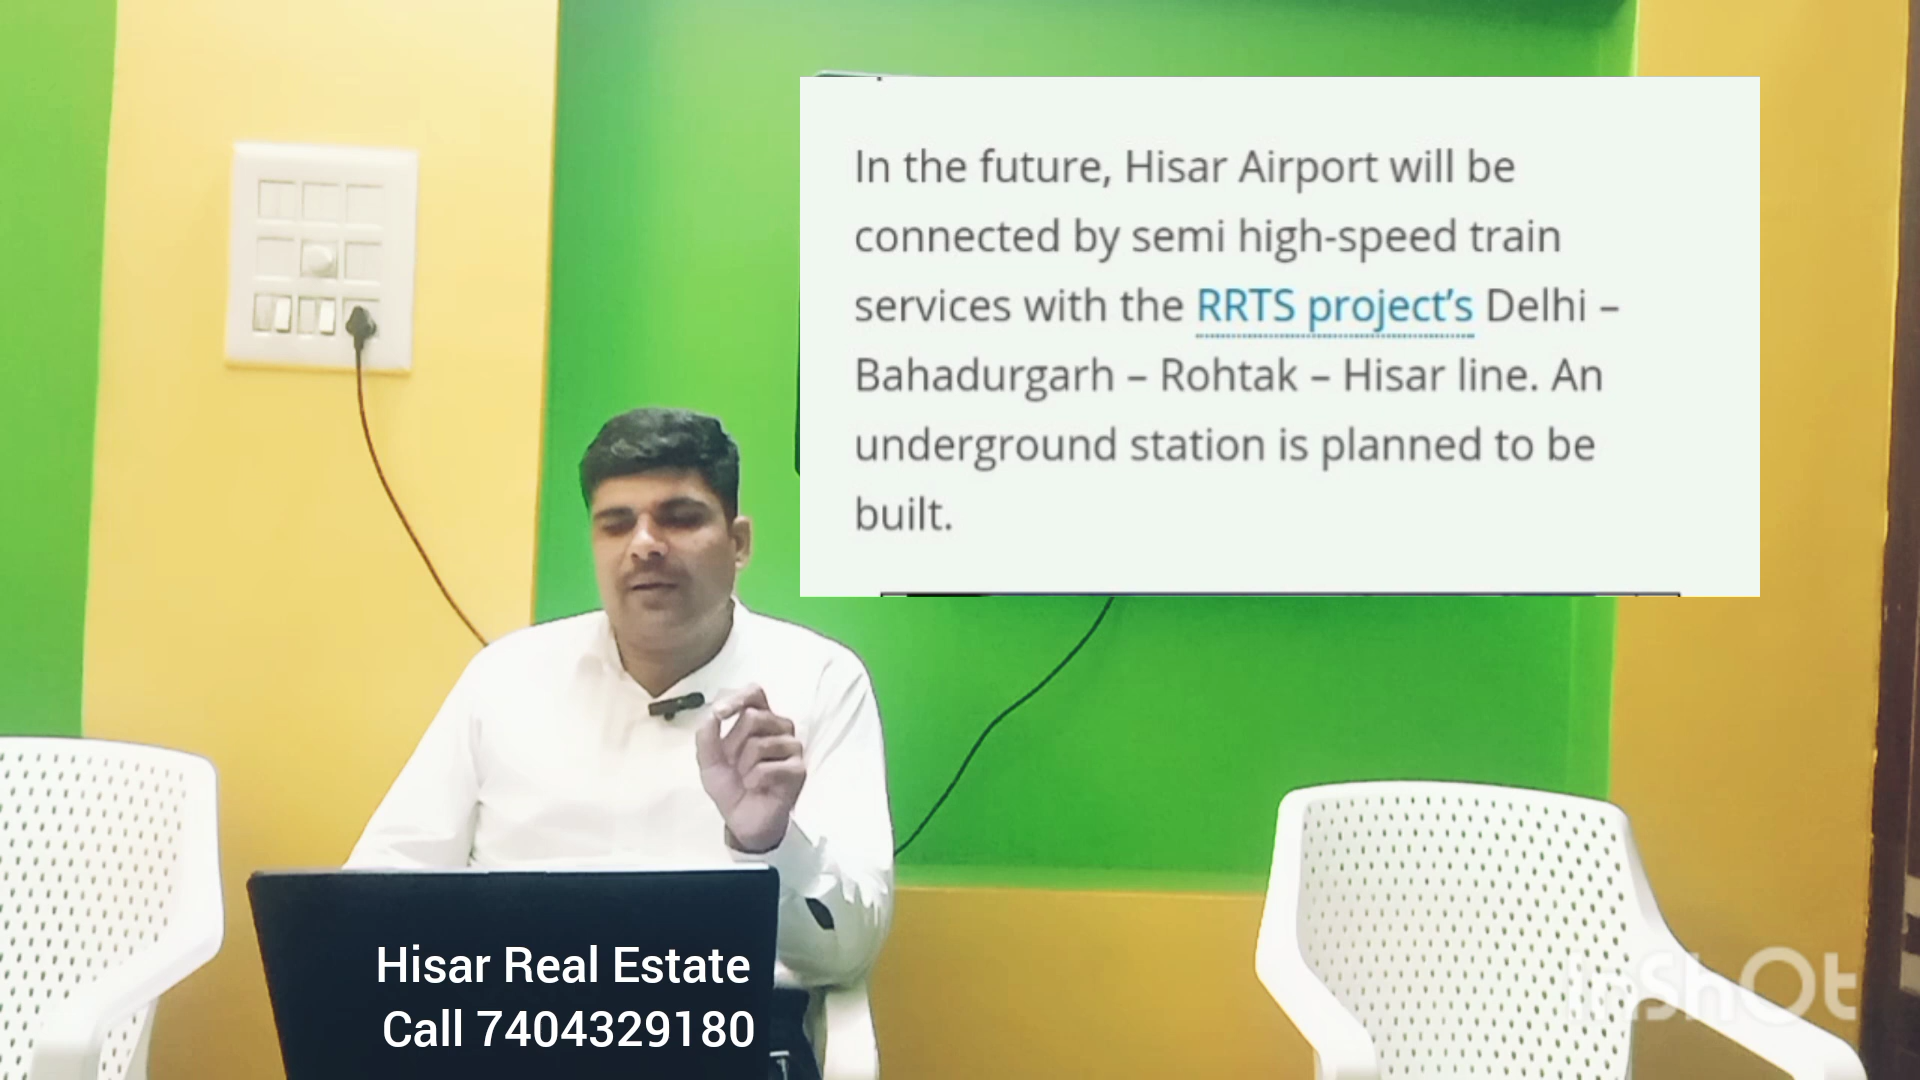 In the future, Hisar Airport will be
connected by semi high-speed train
services with the RRTS project’s Delhi –
Bahadurgarh – Rohtak – Hisar line. An
underground station is planned to be
built.
Hisar Real Estate
Call 7404329180
InShOt